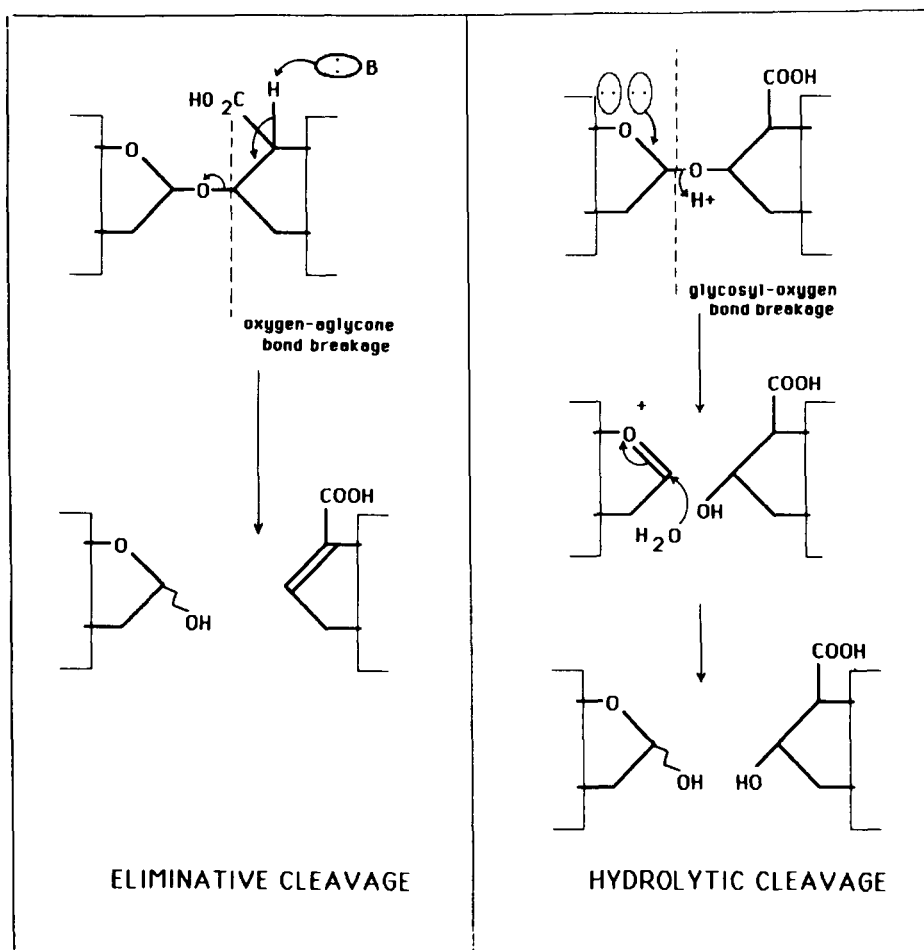 B
H
HO2C
O
O
oxygen-aglycone
bond breakage
O
OH
COOH
ELIMINATIVE CLEAVAGE
COOH
O
O
H+
glycosyl-oxygen
bond breakage
+
O
COOH
OH
H2O
COOH
O
OH
HO
HYDROLYTIC CLEAVAGE